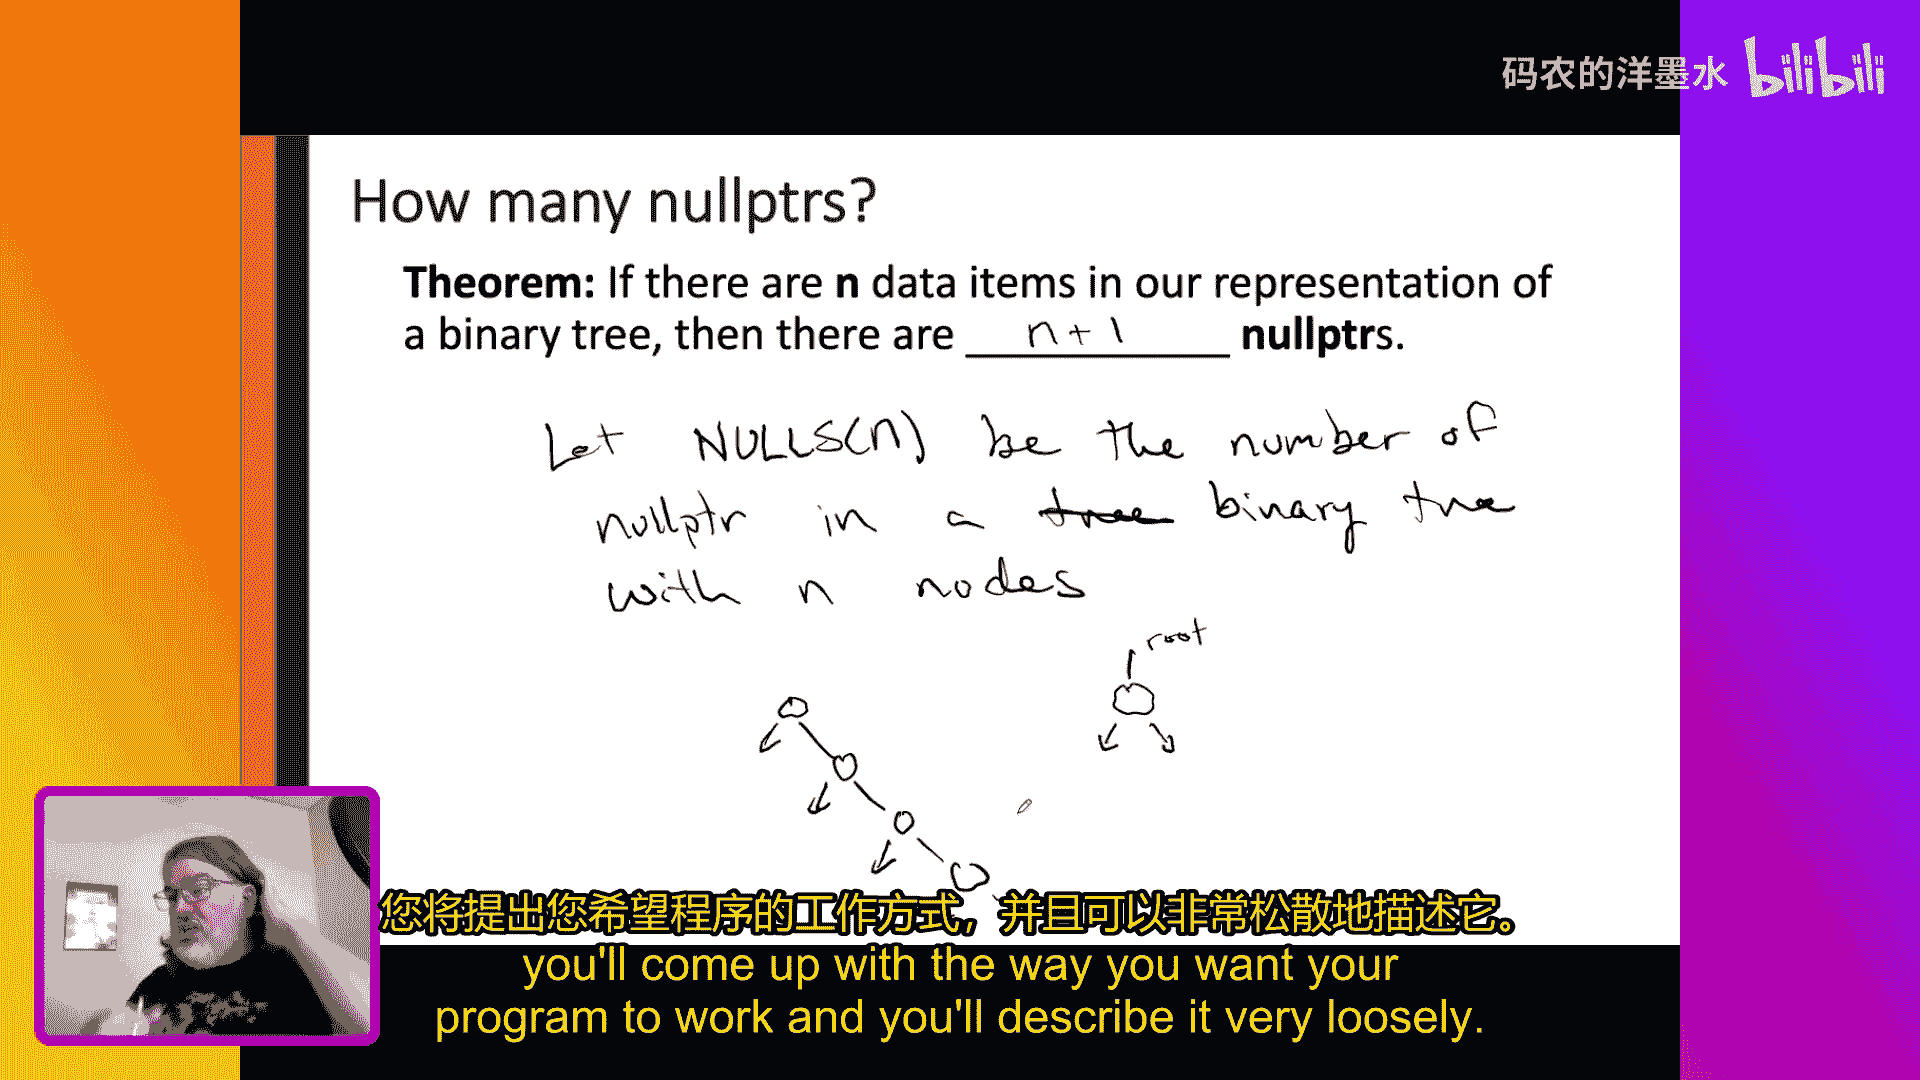 码农的洋墨水 bilibili
How many nullptrs?
Theorem: If there are n data items in our representation of
a binary tree, then there are n+1 nullptrs.
Let NULLS(n) be the number of
nullptr in a tree binary tree
with n nodes
root
您将提出您希望程序的工作方式，并且可以非常松散地描述它。
you'll come up with the way you want your
program to work and you'll describe it very loosely.